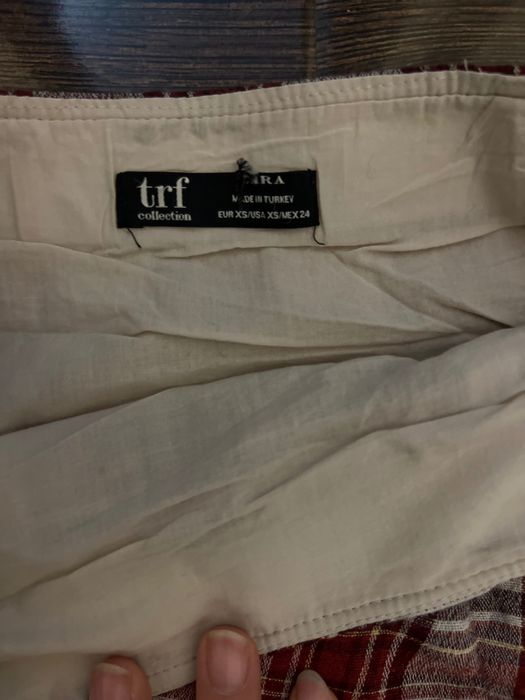 trf
collection
ZARA
MADE IN TURKEY
EUR XS/USA XS/MEX 24